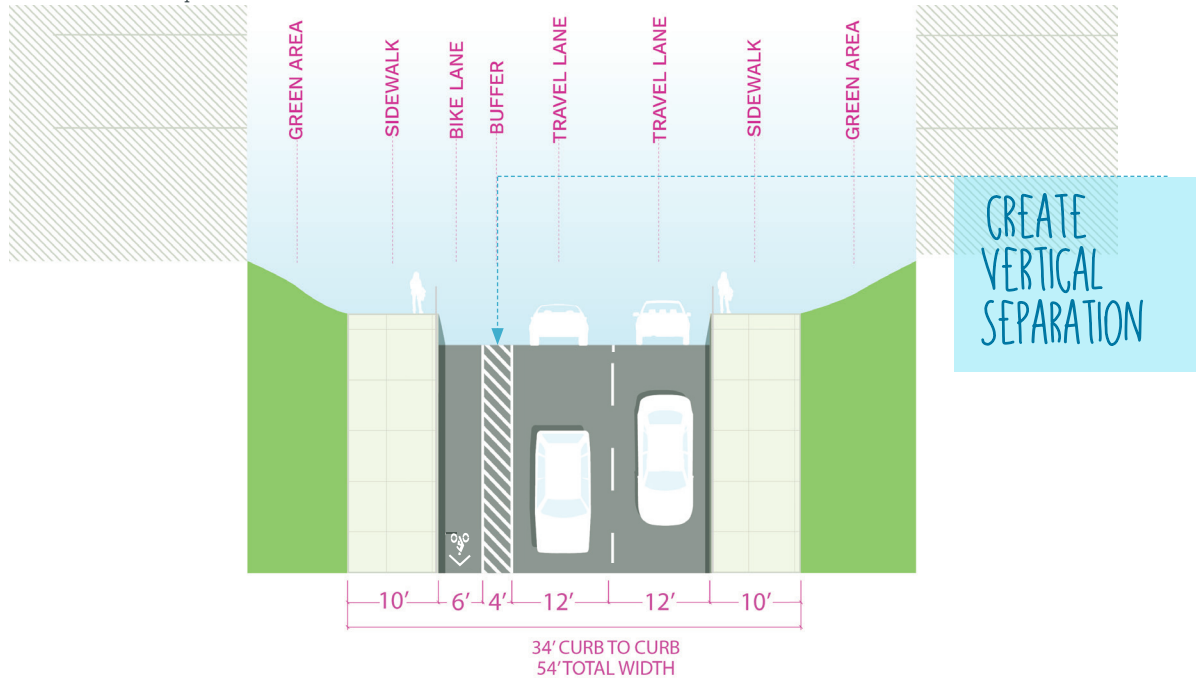 GREEN AREA
SIDEWALK
BIKE LANE
BUFFER
TRAVEL LANE
TRAVEL LANE
SIDEWALK
GREEN AREA
CREATE
VERTICAL
SEPARATION
10′ 6′ 4′ 12′ 12′ 10′
34′ CURB TO CURB
54′ TOTAL WIDTH